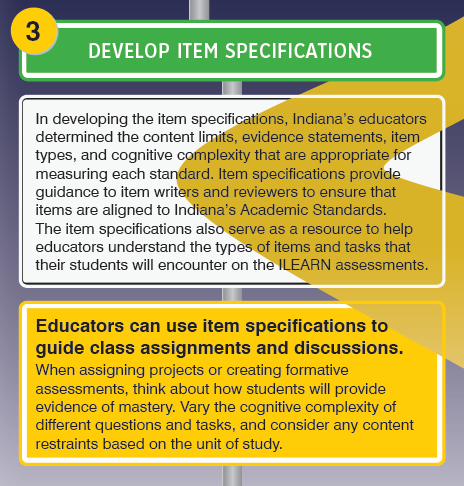 3
DEVELOP ITEM SPECIFICATIONS
In developing the item specifications, Indiana's educators
determined the content limits, evidence statements, item
types, and cognitive complexity that are appropriate for
measuring each standard. Item specifications provide
guidance to item writers and reviewers to ensure that
items are aligned to Indiana's Academic Standards.
The item specifications also serve as a resource to help
educators understand the types of items and tasks that
their students will encounter on the ILEARN assessments.
Educators can use item specifications to
guide class assignments and discussions.
When assigning projects or creating formative
assessments, think about how students will provide
evidence of mastery. Vary the cognitive complexity of
different questions and tasks, and consider any content
restraints based on the unit of study.